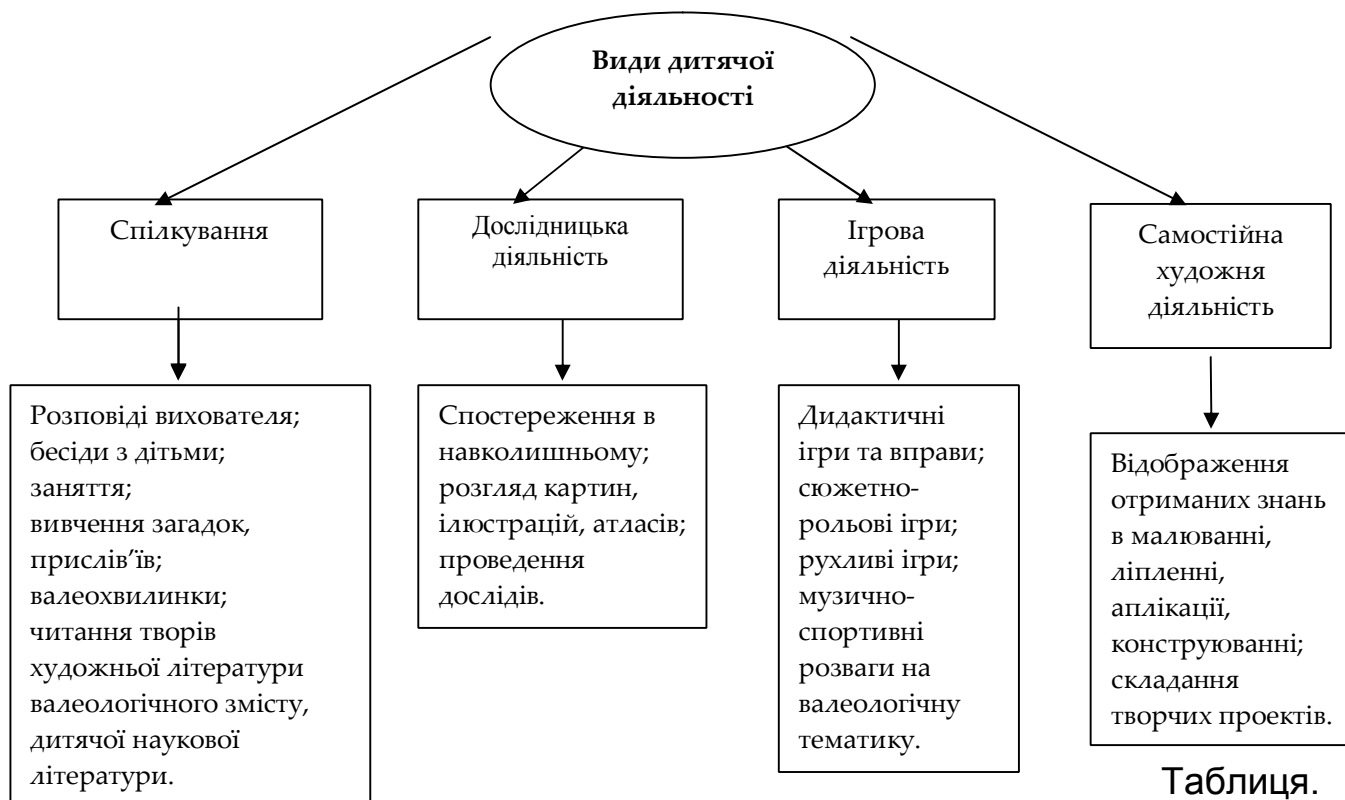 Види дитячої
діяльності
Спілкування
Дослідницька
діяльність
Ігрова
діяльність
Самостійна
художня
діяльність
Розповіді вихователя;
бесіди з дітьми;
заняття;
вивчення загадок,
прислів’їв;
валеохвилинки;
читання творів
художньої літератури
валеологічного змісту,
дитячої наукової
літератури.
Спостереження в
навколишньому;
розгляд картин,
ілюстрацій, атласів;
проведення
дослідів.
Дидактичні
ігри та вправи;
сюжетно-
рольові ігри;
рухливі ігри;
музично-
спортивні
розваги на
валеологічну
тематику.
Відображення
отриманих знань
в малюванні,
ліпленні,
аплікації,
конструюванні;
складання
творчих проектів.
Таблиця.